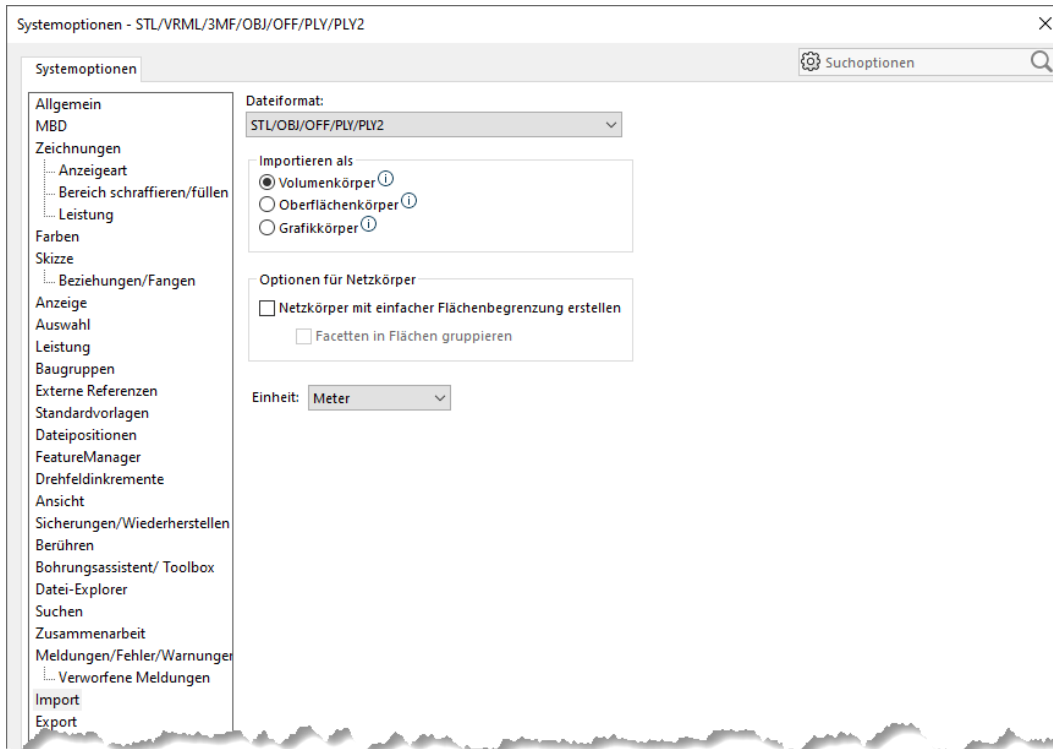 Systemoptionen - STL/VRML/3MF/OBJ/OFF/PLY/PLY2
Systemoptionen
Suchoptionen
Allgemein
MBD
Zeichnungen
Anzeigeart
Bereich schraffieren/füllen
Leistung
Farben
Skizze
Beziehungen/Fangen
Anzeige
Auswahl
Leistung
Baugruppen
Externe Referenzen
Standardvorlagen
Dateipositionen
FeatureManager
Drehfeldinkremente
Ansicht
Sicherungen/Wiederherstellen
Berühren
Bohrungsassistent/ Toolbox
Datei-Explorer
Suchen
Zusammenarbeit
Meldungen/Fehler/Warnunger
Verworfene Meldungen
Import
Export
Dateiformat:
STL/OBJ/OFF/PLY/PLY2
Importieren als
Volumenkörper
Oberflächenkörper
Grafikkörper
Optionen für Netzkörper
Netzkörper mit einfacher Flächenbegrenzung erstellen
Facetten in Flächen gruppieren
Einheit: Meter